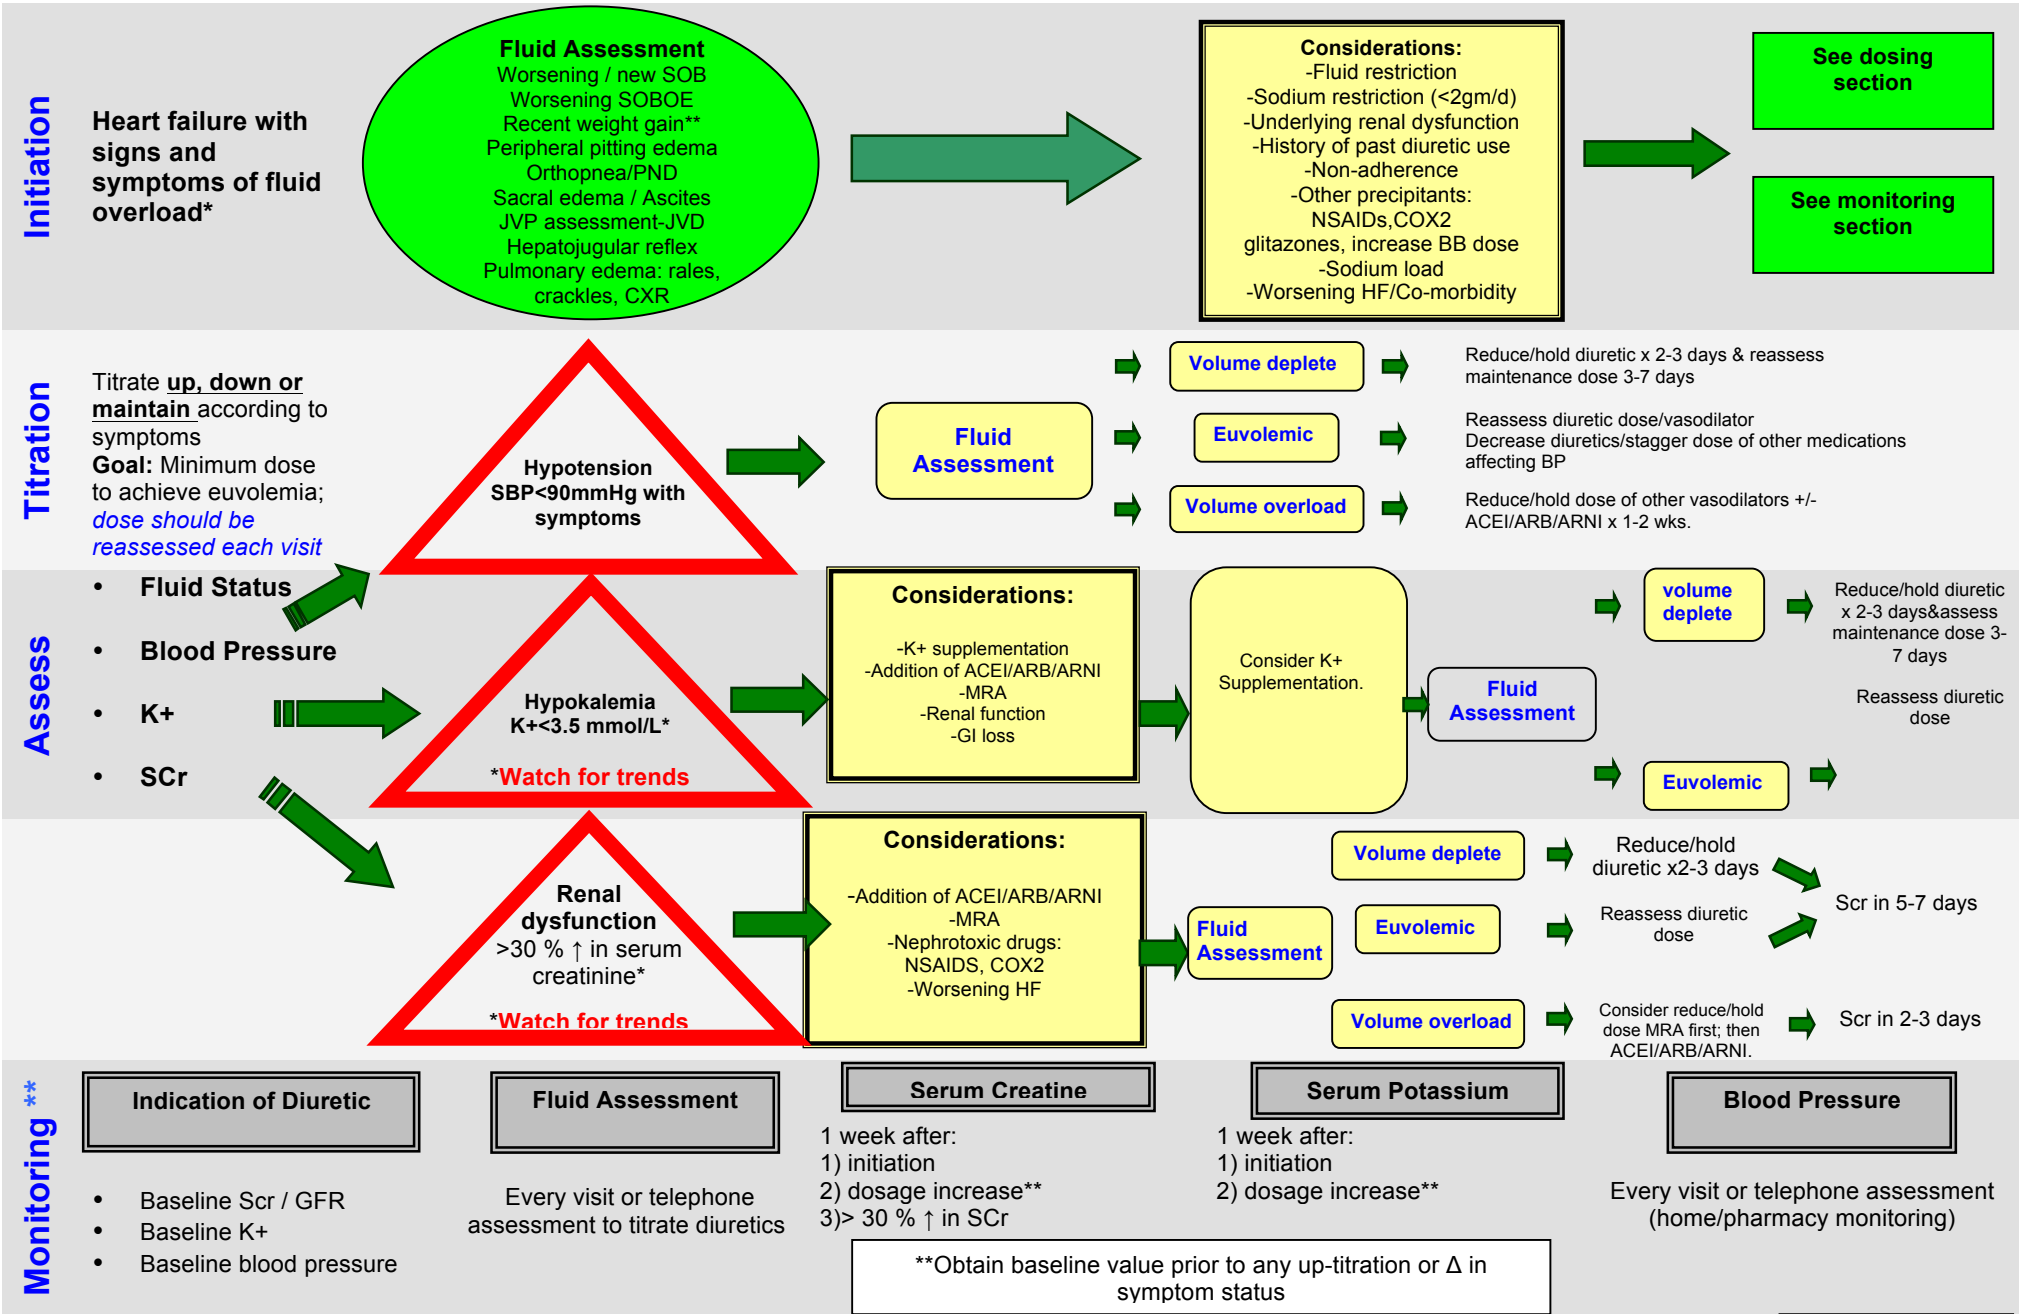 Initiation
Heart failure with
signs and
symptoms of fluid
overload*
Fluid Assessment
Worsening / new SOB
Worsening SOBOE
Recent weight gain**
Peripheral pitting edema
Orthopnea/PND
Sacral edema / Ascites
JVP assessment-JVD
Hepatojugular reflex
Pulmonary edema: rales,
crackles, CXR
Considerations:
-Fluid restriction
-Sodium restriction (<2gm/d)
-Underlying renal dysfunction
-History of past diuretic use
-Non-adherence
-Other precipitants:
NSAIDs,COX2
glitazones, increase BB dose
-Sodium load
-Worsening HF/Co-morbidity
See dosing
section
See monitoring
section
Titration
Titrate up, down or
maintain according to
symptoms
Goal: Minimum dose
to achieve euvolemia;
dose should be
reassessed each visit
Hypotension
SBP<90mmHg with
symptoms
Fluid
Assessment
Volume deplete
Reduce/hold diuretic x 2-3 days & reassess
maintenance dose 3-7 days
Euvolemic
Reassess diuretic dose/vasodilator
Decrease diuretics/stagger dose of other medications
affecting BP
Volume overload
Reduce/hold dose of other vasodilators +/-
ACEI/ARB/ARNI x 1-2 wks.
Assess
• Fluid Status
• Blood Pressure
• K+
• SCr
Hypokalemia
K+<3.5 mmol/L*
*Watch for trends
Considerations:
-K+ supplementation
-Addition of ACEI/ARB/ARNI
-MRA
-Renal function
-GI loss
Consider K+
Supplementation.
Fluid
Assessment
volume
deplete
Reduce/hold diuretic
x 2-3 days&assess
maintenance dose 3-
7 days
Reassess diuretic
dose
Euvolemic
Renal
dysfunction
>30 % ↑ in serum
creatinine*
*Watch for trends
Considerations:
-Addition of ACEI/ARB/ARNI
-MRA
-Nephrotoxic drugs:
NSAIDS, COX2
-Worsening HF
Fluid
Assessment
Volume deplete
Reduce/hold
diuretic x2-3 days
Euvolemic
Reassess diuretic
dose
Scr in 5-7 days
Volume overload
Consider reduce/hold
dose MRA first; then
ACEI/ARB/ARNI.
Scr in 2-3 days
Monitoring **
Indication of Diuretic
• Baseline Scr / GFR
• Baseline K+
• Baseline blood pressure
Fluid Assessment
Every visit or telephone
assessment to titrate diuretics
Serum Creatine
1 week after:
1) initiation
2) dosage increase**
3)> 30 % ↑ in SCr
Serum Potassium
1 week after:
1) initiation
2) dosage increase**
Blood Pressure
Every visit or telephone assessment
(home/pharmacy monitoring)
**Obtain baseline value prior to any up-titration or Δ in
symptom status